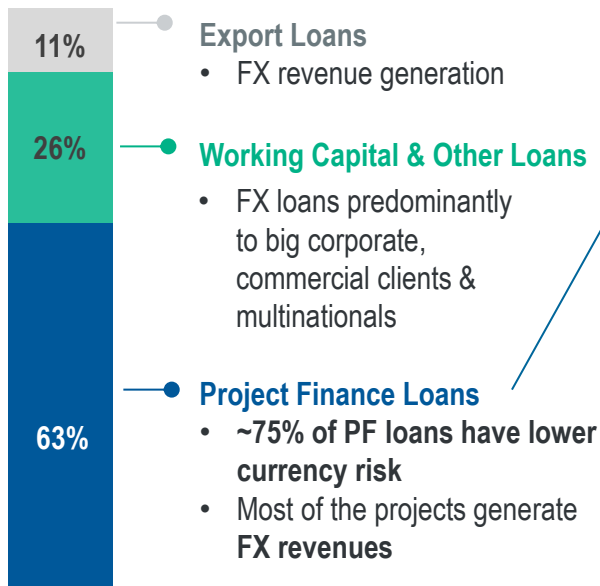 11%
Export Loans
• FX revenue generation
26%
Working Capital & Other Loans
• FX loans predominantly
to big corporate,
commercial clients &
multinationals
63%
Project Finance Loans
• ~75% of PF loans have lower
currency risk
• Most of the projects generate
FX revenues